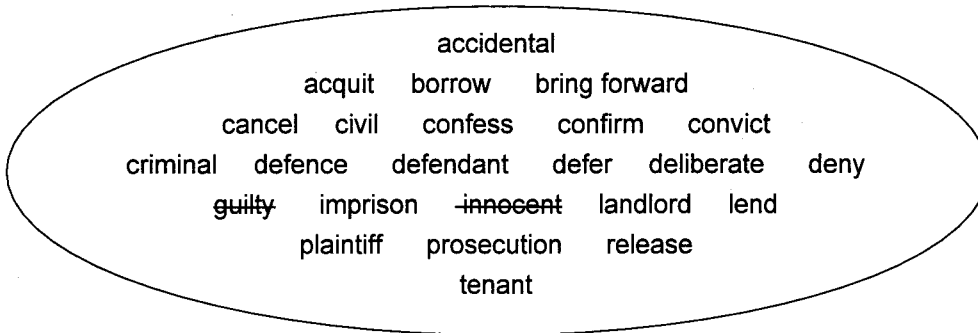 accidental
acquit borrow bring forward
cancel civil confess confirm convict
criminal defence defendant defer deliberate deny
guilty imprison innocent landlord lend
plaintiff prosecution release
tenant